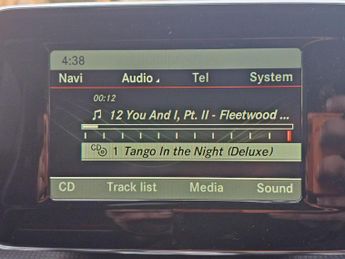 4:38
Navi Audio Tel System
00:12
12 You And I, Pt. II - Fleetwood ...
CD 1 Tango In the Night (Deluxe)
CD Track list Media Sound